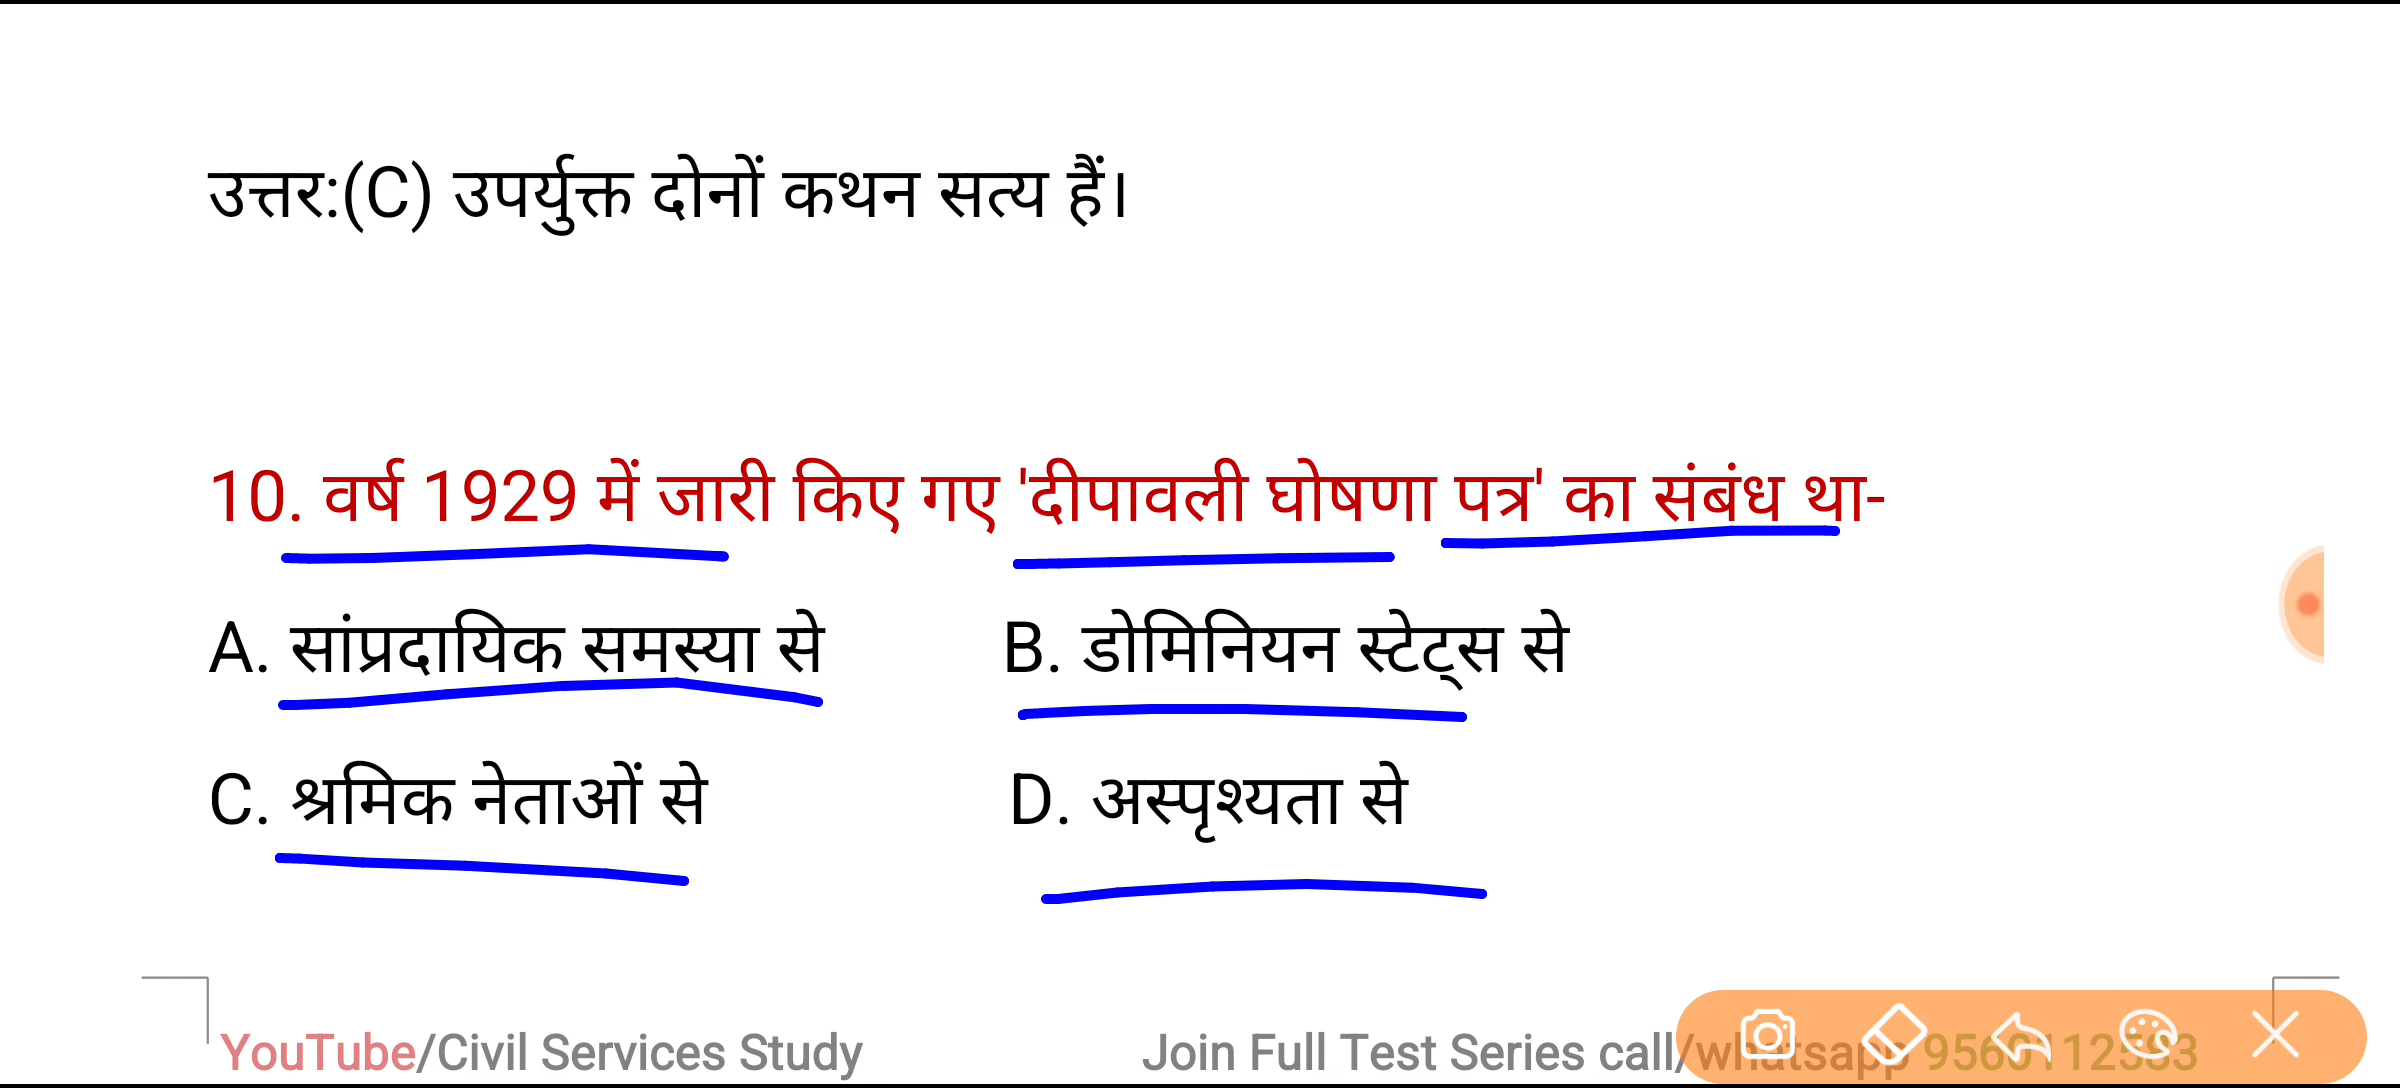 उत्तर:(C) उपर्युक्त दोनों कथन सत्य हैं।
10. वर्ष 1929 में जारी किए गए 'दीपावली घोषणा पत्र' का संबंध था-
A. सांप्रदायिक समस्या से B. डोमिनियन स्टेट्स से
C. श्रमिक नेताओं से D. अस्पृश्यता से
YouTube/Civil Services Study Join Full Test Series call/whatsapp